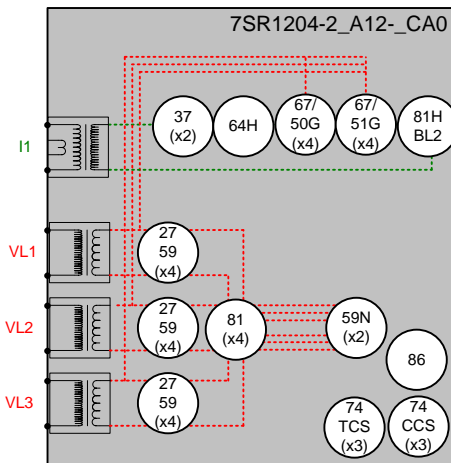 7SR1204-2_A12-_CA0
I1
37
(x2)
64H
67/
50G
(x4)
67/
51G
(x4)
81H
BL2
VL1
27
59
(x4)
VL2
27
59
(x4)
81
(x4)
59N
(x2)
86
VL3
27
59
(x4)
74
TCS
(x3)
74
CCS
(x3)